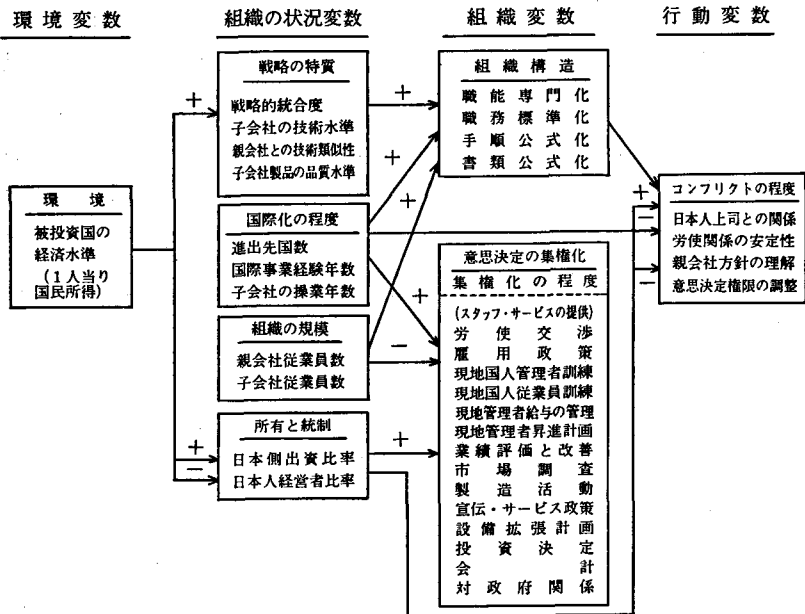 環境変数
組織の状況変数
組織変数
行動変数
環境
被投資国の
経済水準
(1人当り
国民所得)
+
+
−
戦略の特質
戦略的統合度
子会社の技術水準
親会社との技術類似性
子会社製品の品質水準
国際化の程度
進出先国数
国際事業経験年数
子会社の操業年数
組織の規模
親会社従業員数
子会社従業員数
所有と統制
日本側出資比率
日本人経営者比率
+
+
+
+
−
+
組織構造
職能専門化
職務標準化
手順公式化
書類公式化
意思決定の集権化
集権化の程度
(スタッフ・サービスの提供)
労使交渉
雇用政策
現地国人管理者訓練
現地国人従業員訓練
現地管理者給与の管理
現地管理者昇進計画
業績評価と改善
市場調査
製造活動
宣伝・サービス政策
設備拡張計画
投資決定
会計
対政府関係
+
−
−
コンフリクトの程度
日本人上司との関係
労使関係の安定性
親会社方針の理解
意思決定権限の調整